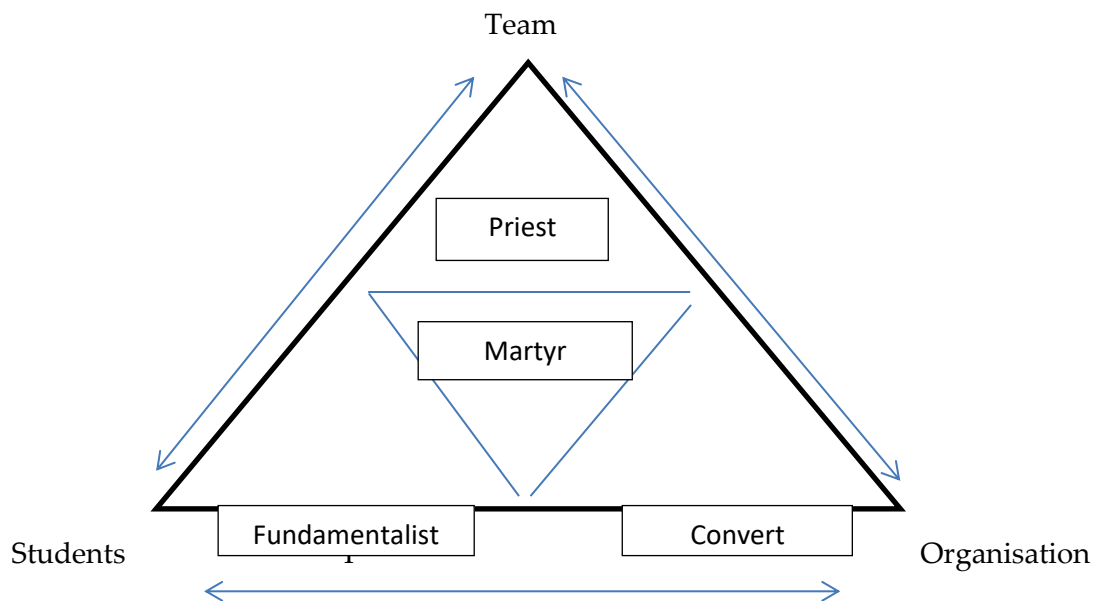 Team
Priest
Martyr
Fundamentalist
Convert
Students
Organisation